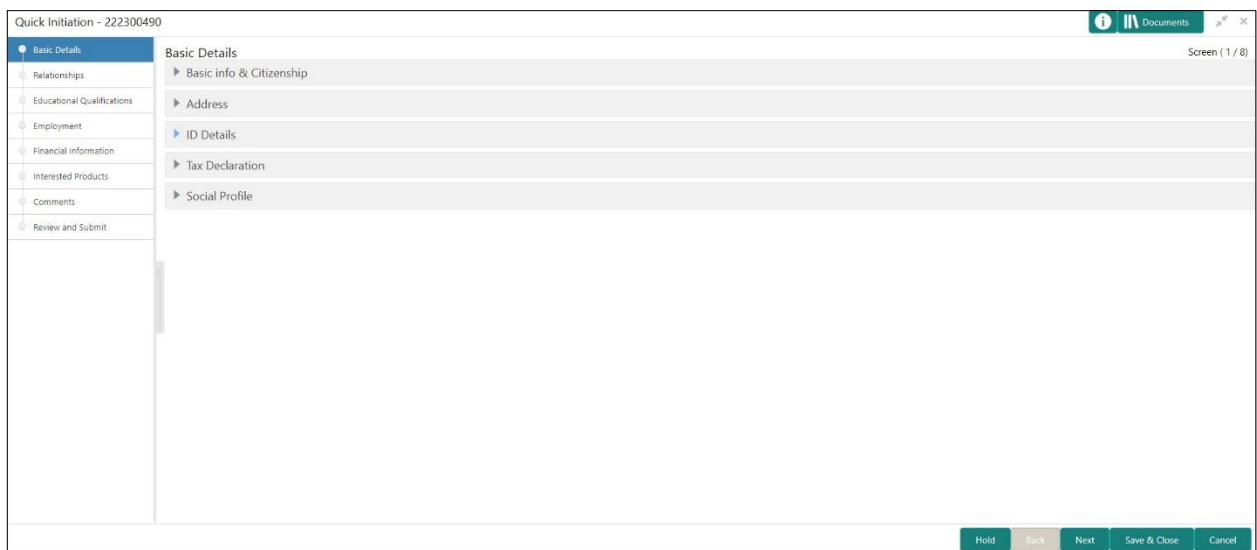 Quick Initiation - 222300490
Documents
Basic Details
Relationships
Educational Qualifications
Employment
Financial Information
Interested Products
Comments
Review and Submit
Basic Details
Screen ( 1 / 8)
Basic info & Citizenship
Address
ID Details
Tax Declaration
Social Profile
Hold
Back
Next
Save & Close
Cancel